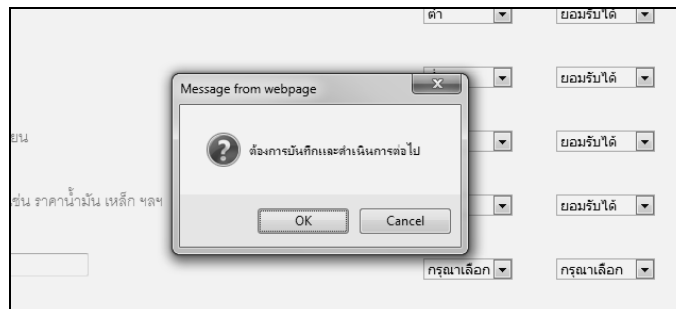 ต่ำ ยอมรับได้
ยอมรับได้
Message from webpage
ยน
ยอมรับได้
ต้องการบันทึกและดำเนินการต่อไป
ช่น ราคาน้ำมัน เหล็ก ฯลฯ
ยอมรับได้
OK Cancel
กรุณาเลือก กรุณาเลือก